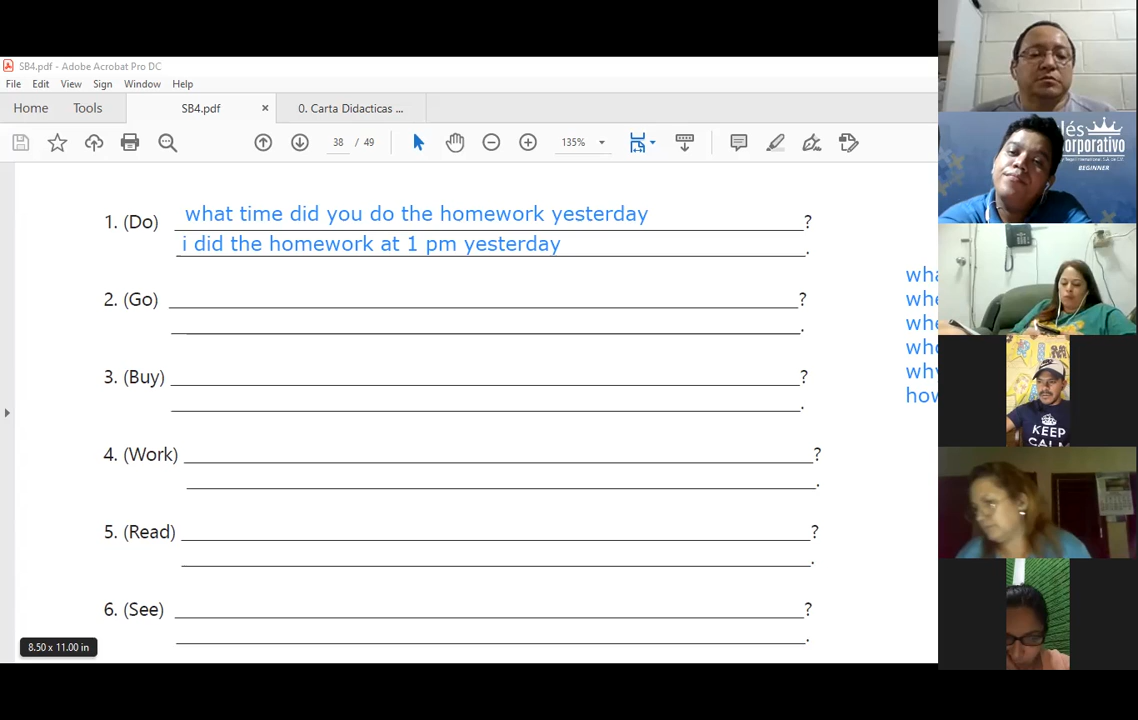 SB4.pdf - Adobe Acrobat Pro DC
File Edit View Sign Window Help
Home Tools SB4.pdf × 0. Carta Didacticas ...
38 / 49 135%
1. (Do) what time did you do the homework yesterday ?
i did the homework at 1 pm yesterday .
2. (Go) ?
.
3. (Buy) ?
.
4. (Work) ?
.
5. (Read) ?
.
6. (See) ?
.
8.50 x 11.00 in
BEGINNER
KEEP
CALM